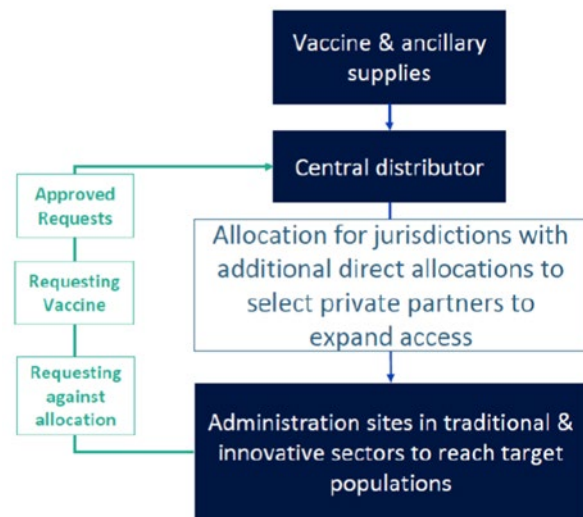 Vaccine & ancillary
supplies
Central distributor
Approved
Requests
Allocation for jurisdictions with
additional direct allocations to
select private partners to
expand access
Requesting
Vaccine
Requesting
against
allocation
Administration sites in traditional &
innovative sectors to reach target
populations